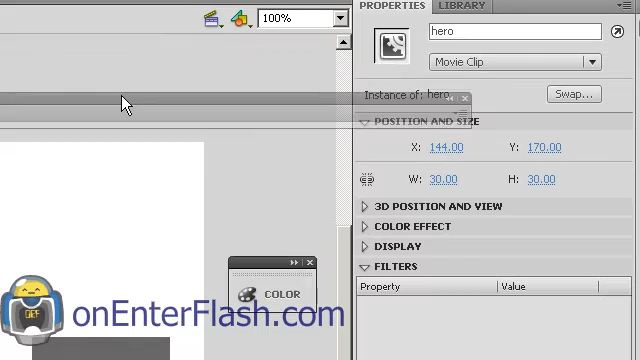 PROPERTIES LIBRARY
100%
hero
Movie Clip
Instance of: hero
Swap...
POSITION AND SIZE
X: 144.00 Y: 170.00
W: 30.00 H: 30.00
3D POSITION AND VIEW
COLOR EFFECT
DISPLAY
FILTERS
Property Value
COLOR
OEF
onEnterFlash.com